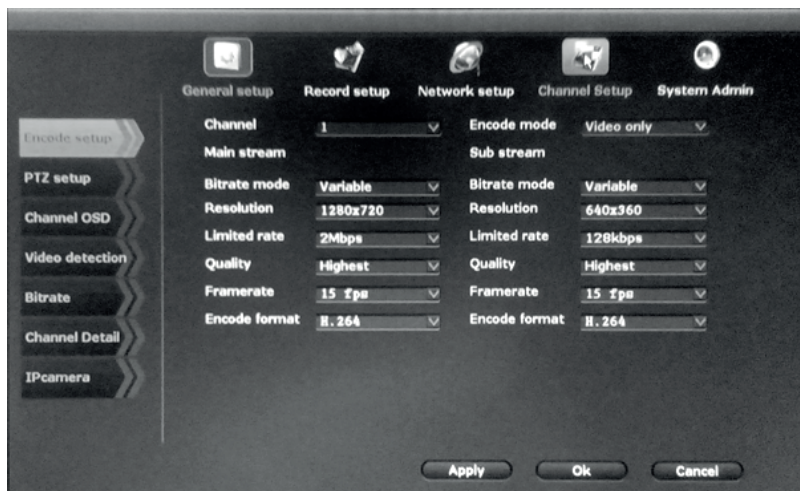 General setup Record setup Network setup Channel Setup System Admin
Encode setup
PTZ setup
Channel OSD
Video detection
Bitrate
Channel Detail
IPcamera
Channel 1 Encode mode Video only
Main stream Sub stream
Bitrate mode Variable Bitrate mode Variable
Resolution 1280x720 Resolution 640x360
Limited rate 2Mbps Limited rate 128kbps
Quality Highest Quality Highest
Framerate 15 fps Framerate 15 fps
Encode format H.264 Encode format H.264
Apply Ok Cancel